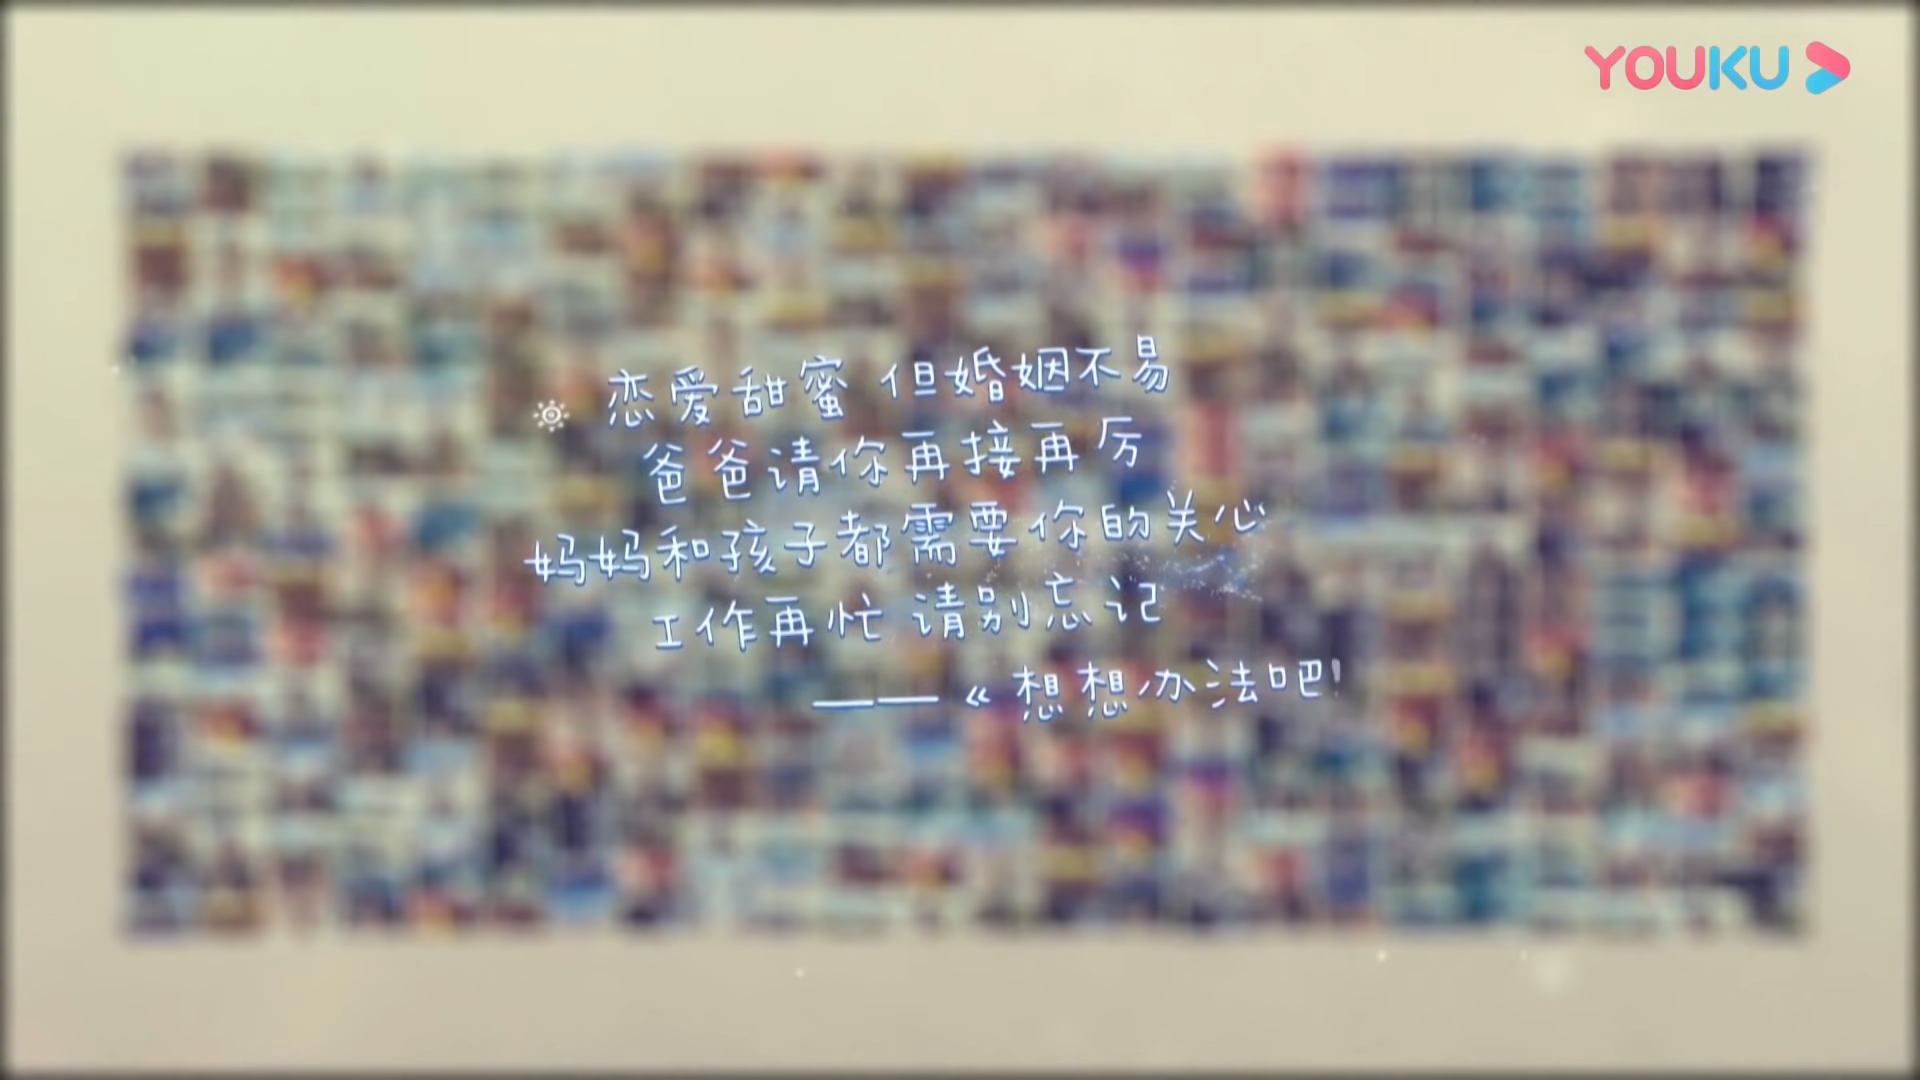 YOUKU
恋爱甜蜜 但婚姻不易
爸爸请你再接再厉
妈妈和孩子都需要你的关心
工作再忙 请别忘记
——《想想办法吧!